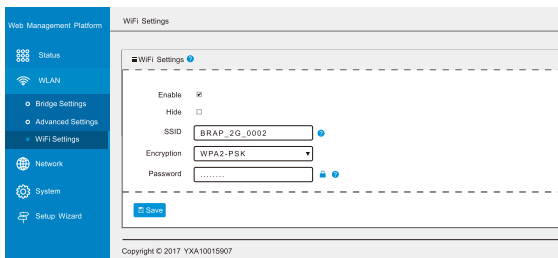 Web Management Platform
Status
WLAN
Bridge Settings
Advanced Settings
WiFi Settings
Network
System
Setup Wizard
WiFi Settings
WiFi Settings
Enable
Hide
SSID BRAP_2G_0002
Encryption WPA2-PSK
Password ........
Save
Copyright © 2017 YXA10015907